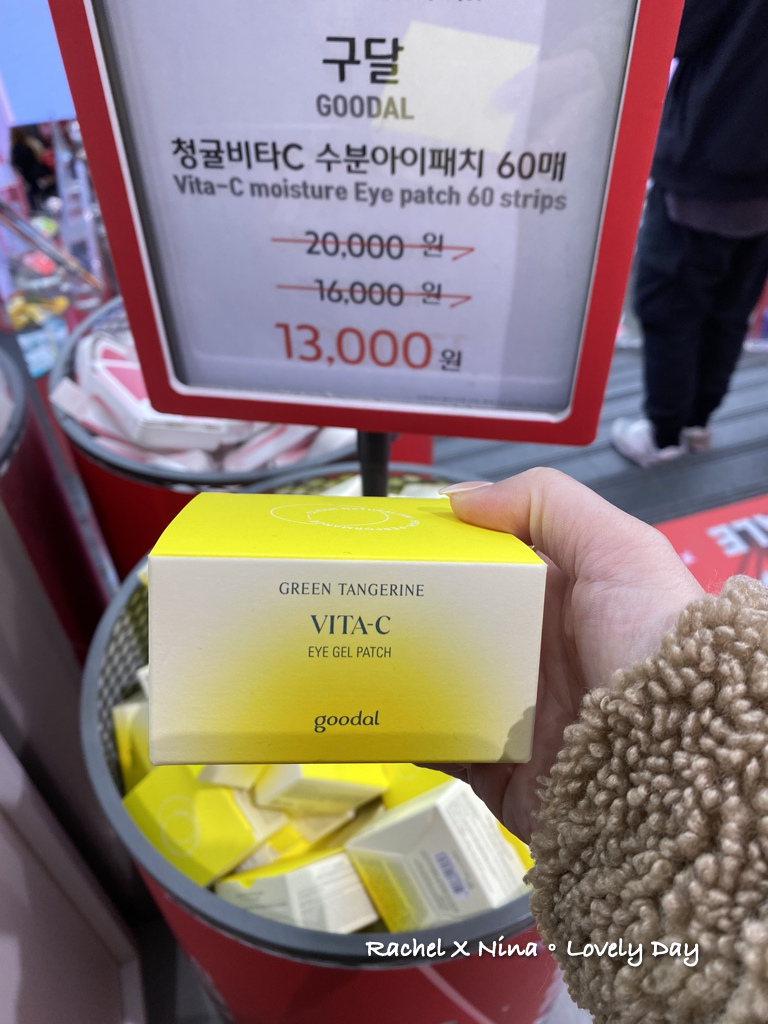 구달
GOODAL
청귤비타C 수분아이패치 60매
Vita-C moisture Eye patch 60 strips
20,000 원
16,000 원
13,000 원
GREEN TANGERINE
VITA-C
EYE GEL PATCH
goodal
SALE
Rachel X Nina • Lovely Day